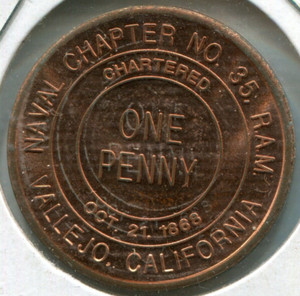 NAVAL CHAPTER NO. 35, R.A.M.
CHARTERED
ONE
PENNY
OCT. 21, 1868
VALLEJO, CALIFORNIA